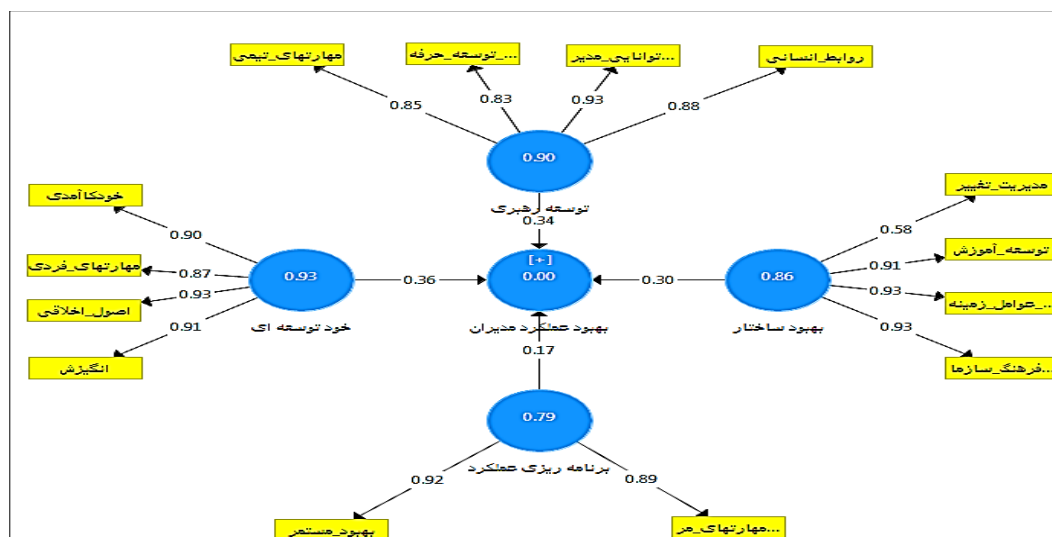 مهارتهای_تیمی
توسعه_حرفه_...
توانایی_مدیر...
روابط_انسانی
0.85
0.83
0.93
0.88
0.90
توسعه رهبری
0.34
خودکاآمدی
مهارتهای_فردی
اصول_اخلاقی
انگیزش
0.90
0.87
0.93
0.91
0.93
خود توسعه ای
0.36
[+]
0.00
بهبود عملکرد مدیران
0.30
0.86
بهبود ساختار
مدیریت_تغییر
توسعه_آموزش
عوامل_زمینه_...
فرهنگ_سازما...
0.58
0.91
0.93
0.93
0.17
0.79
برنامه ریزی عملکرد
0.92
0.89
بهبود_مستمر
مهارتهای_مر...